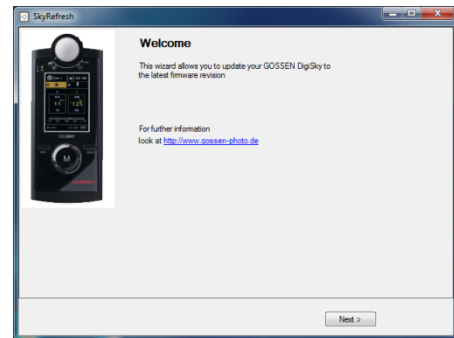 SkyRefresh
Welcome
This wizard allows you to update your GOSSEN DigiSky to
the latest firmware revision
For further information
look at http://www.gossen-photo.de
M
Next >